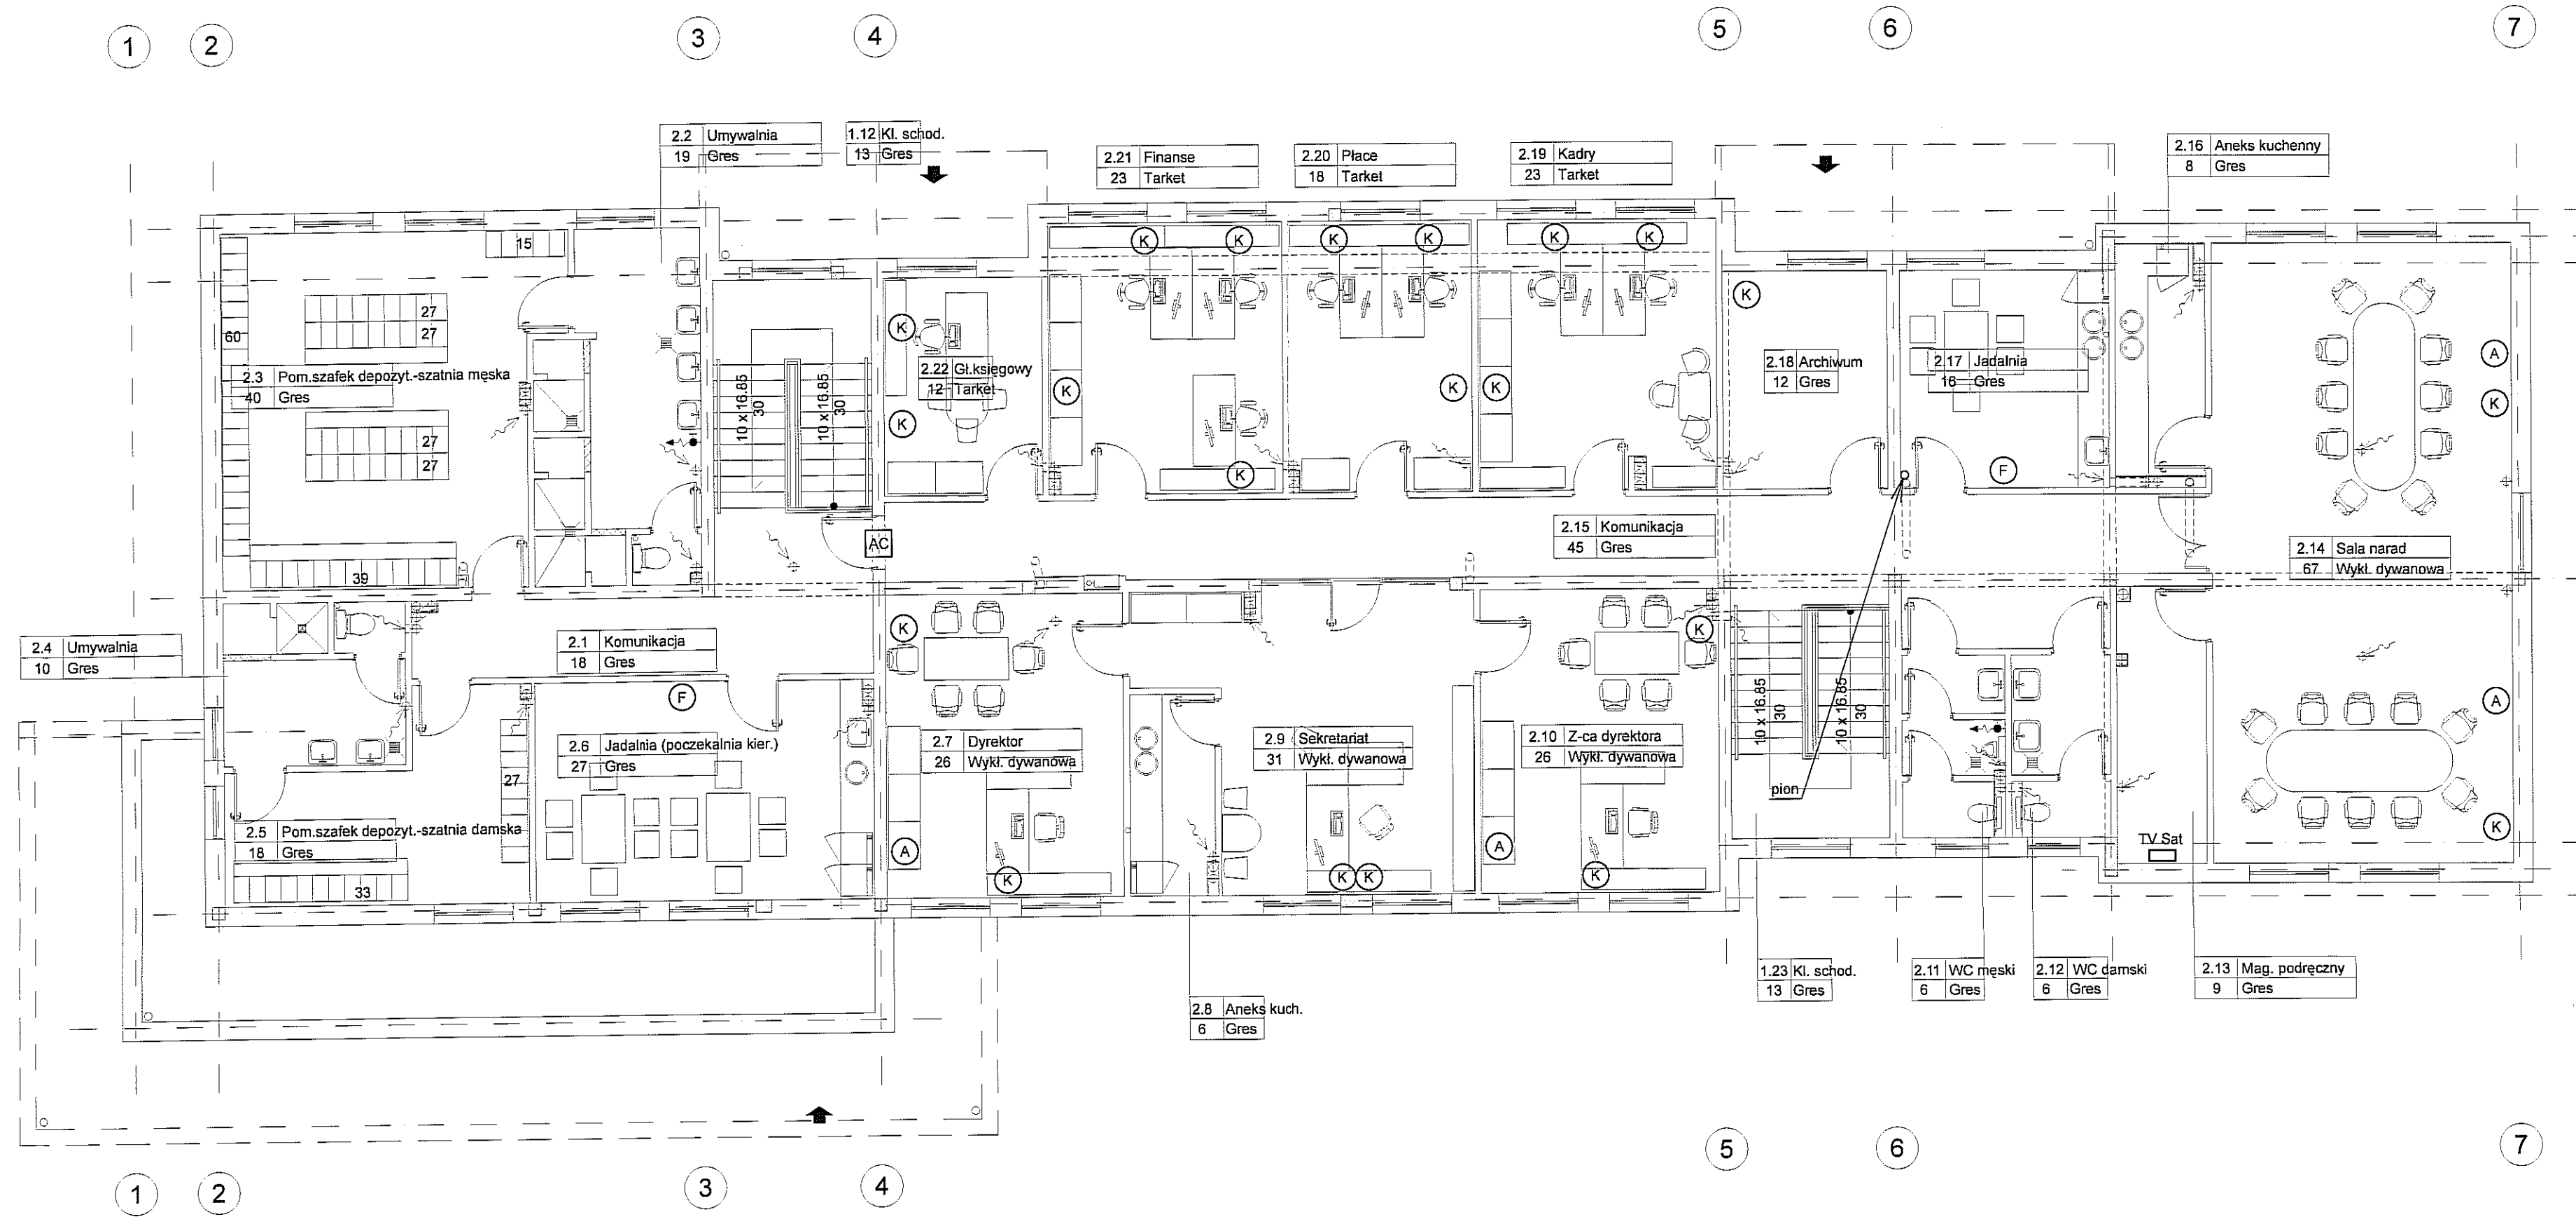 1 2 3 4 5 6 7
2.2 Umywalnia
19 Gres
1.12 Kl. schod.
13 Gres
2.21 Finanse
23 Tarket
2.20 Płace
18 Tarket
2.19 Kadry
23 Tarket
2.16 Aneks kuchenny
8 Gres
15
K K K K K K
27
27
60
K
K
A
2.3 Pom.szafek depozyt.-szatnia męska
40 Gres
10 x 16.85
30
10 x 16.85
30
2.22 Gł.księgowy
12 Tarket
K
K
K
K
2.18 Archiwum
12 Gres
2.17 Jadalnia
16 Gres
K
27
27
K
F
39
AC
2.15 Komunikacja
45 Gres
2.14 Sala narad
67 Wykł. dywanowa
2.4 Umywalnia
10 Gres
2.1 Komunikacja
18 Gres
K
K
F
A
2.6 Jadalnia (poczekalnia kier.)
27 Gres
27
2.7 Dyrektor
26 Wykł. dywanowa
2.9 Sekretariat
31 Wykł. dywanowa
2.10 Z-ca dyrektora
26 Wykł. dywanowa
10 x 16.85
30
10 x 16.85
30
pion
2.5 Pom.szafek depozyt.-szatnia damska
18 Gres
33
A
K
K K
A
K
TV Sat
K
2.8 Aneks kuch.
6 Gres
1.23 Kl. schod.
13 Gres
2.11 WC męski
6 Gres
2.12 WC damski
6 Gres
2.13 Mag. podręczny
9 Gres
1 2 3 4 5 6 7